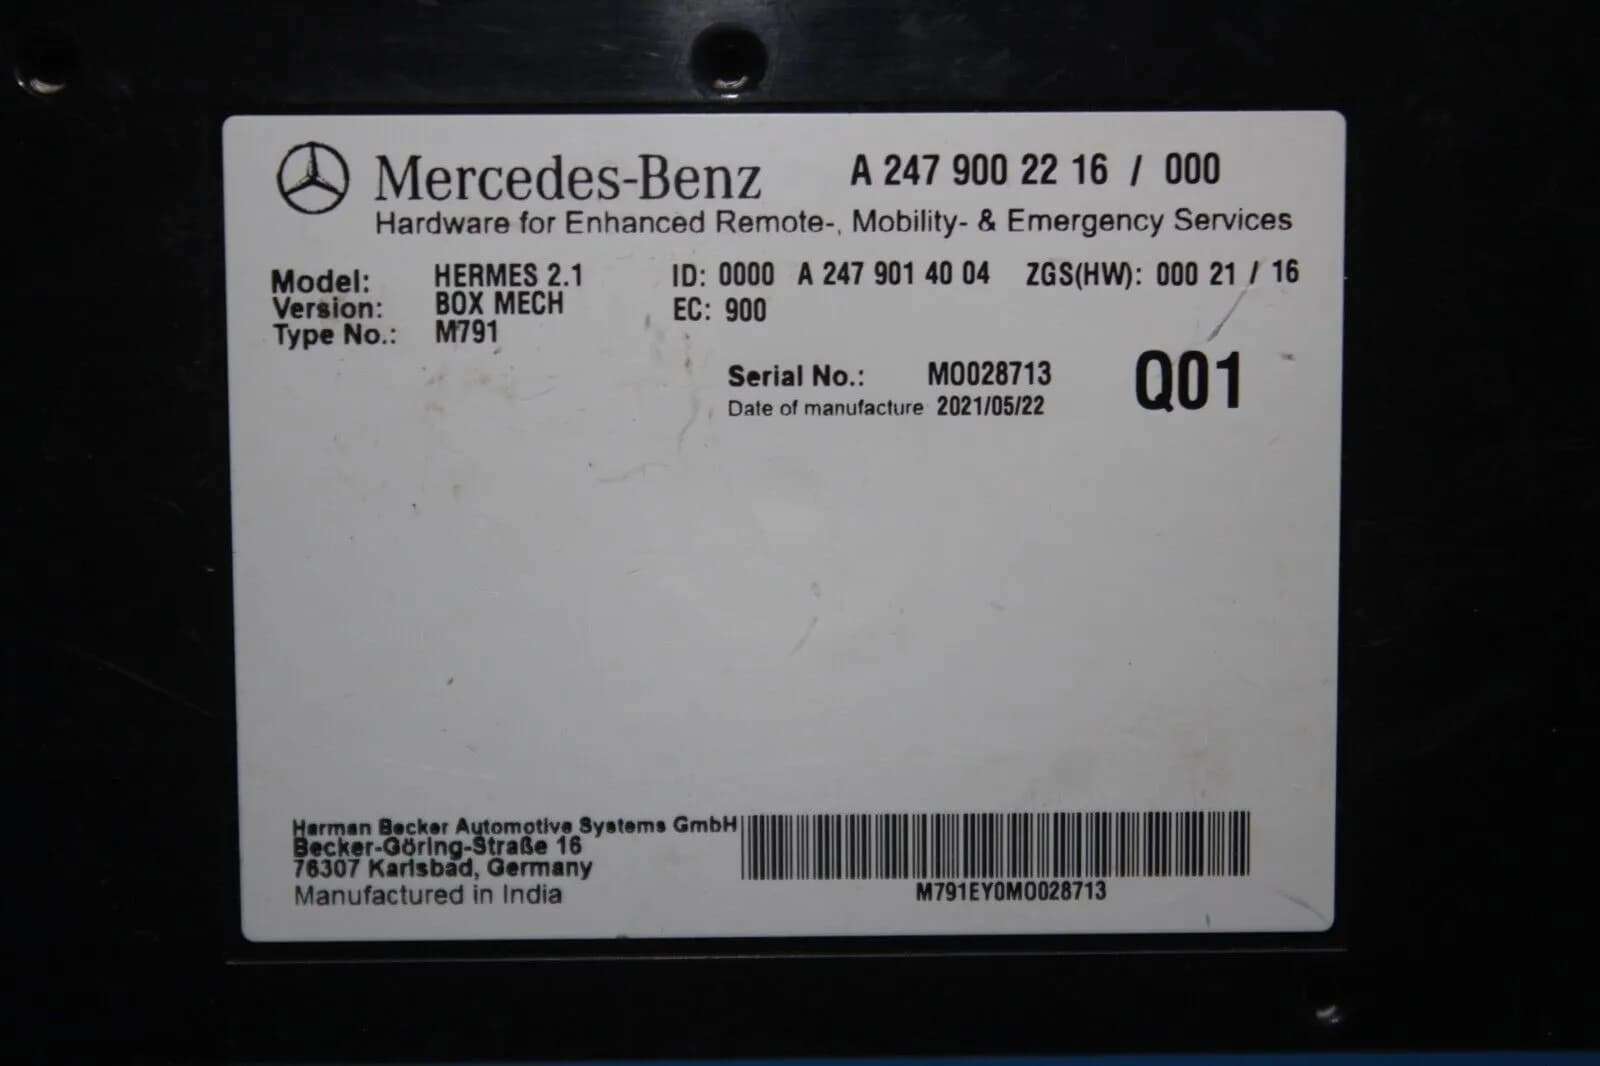 Mercedes-Benz A 247 900 22 16 / 000
Hardware for Enhanced Remote-, Mobility- & Emergency Services
Model: HERMES 2.1 ID: 0000 A 247 901 40 04 ZGS(HW): 000 21 / 16
Version: BOX MECH EC: 900
Type No.: M791
Serial No.: M0028713 Q01
Date of manufacture 2021/05/22
Harman Becker Automotive Systems GmbH
Becker-Göring-Straße 16
76307 Karlsbad, Germany
Manufactured in India
M791EY0M0028713